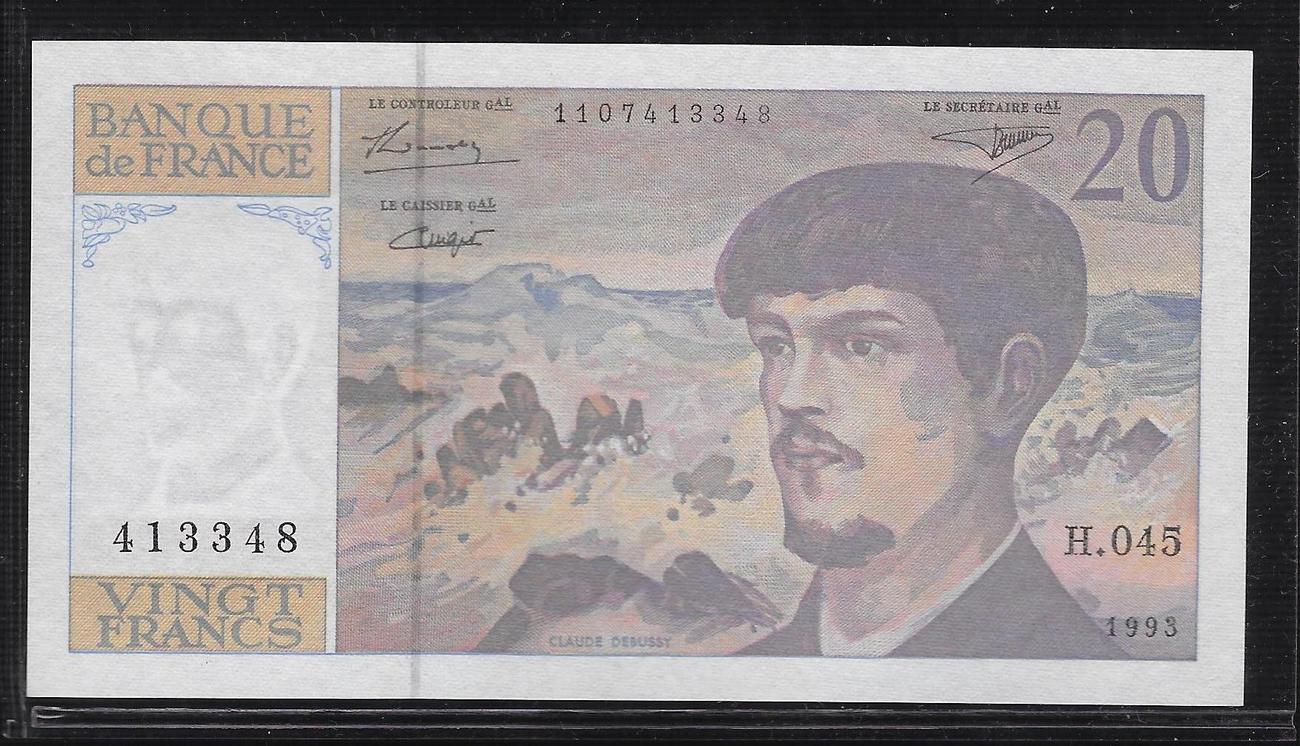 BANQUE
de FRANCE
LE CONTROLEUR GAL
1107413348
LE SECRÉTAIRE GAL
20
LE CAISSIER GAL
413348
H.045
VINGT
FRANCS
CLAUDE DEBUSSY
1993